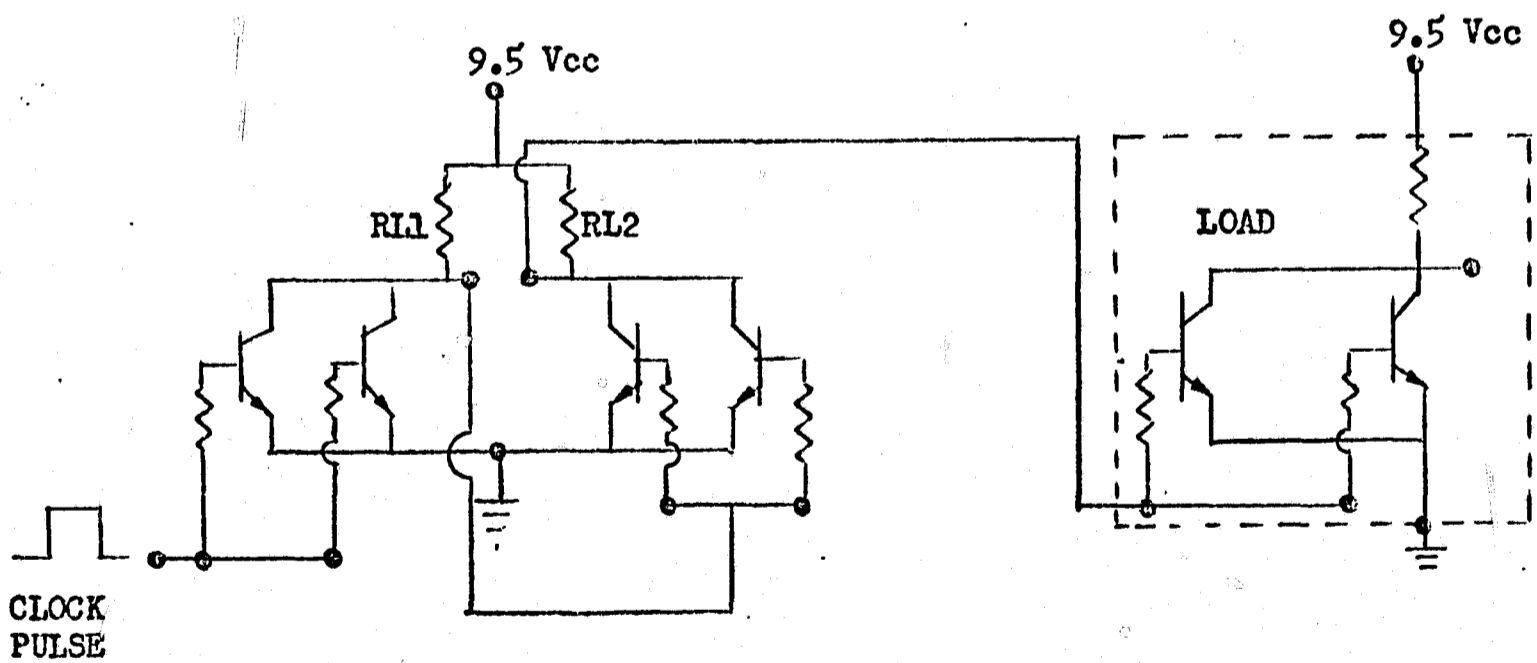 9.5 Vcc
9.5 Vcc
RL1
RL2
LOAD
CLOCK
PULSE